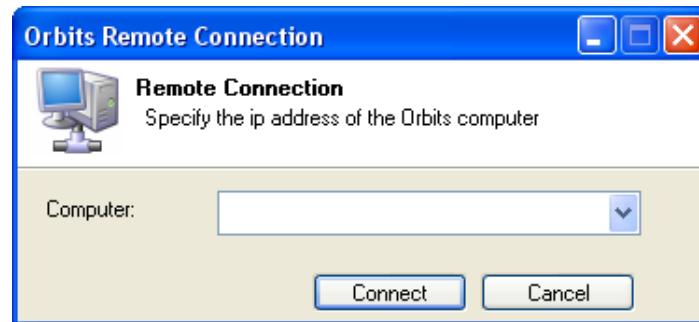 Orbits Remote Connection
Remote Connection
Specify the ip address of the Orbits computer
Computer:
Connect Cancel